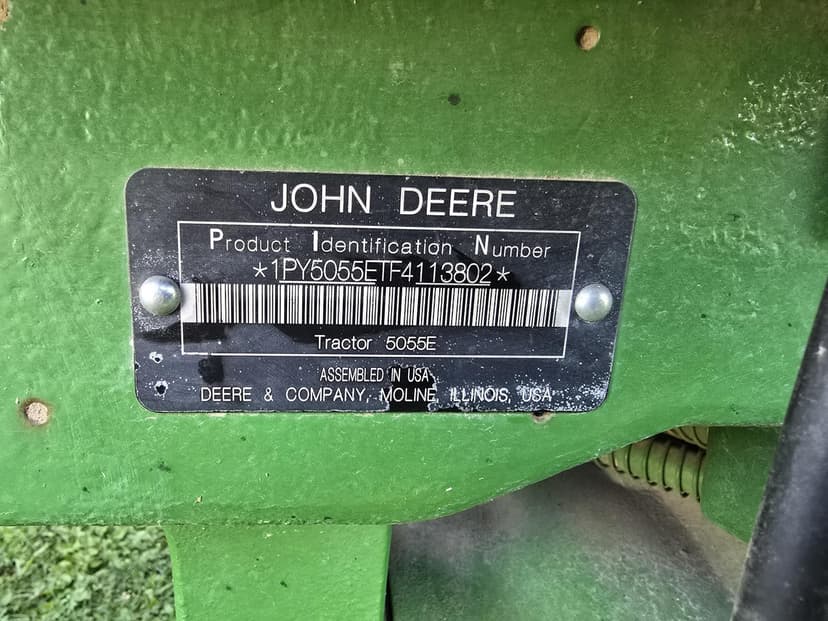 JOHN DEERE
Product Identification Number
*1PY5055ETF4113802*
Tractor 5055E
ASSEMBLED IN USA
DEERE & COMPANY, MOLINE, ILLINOIS, USA